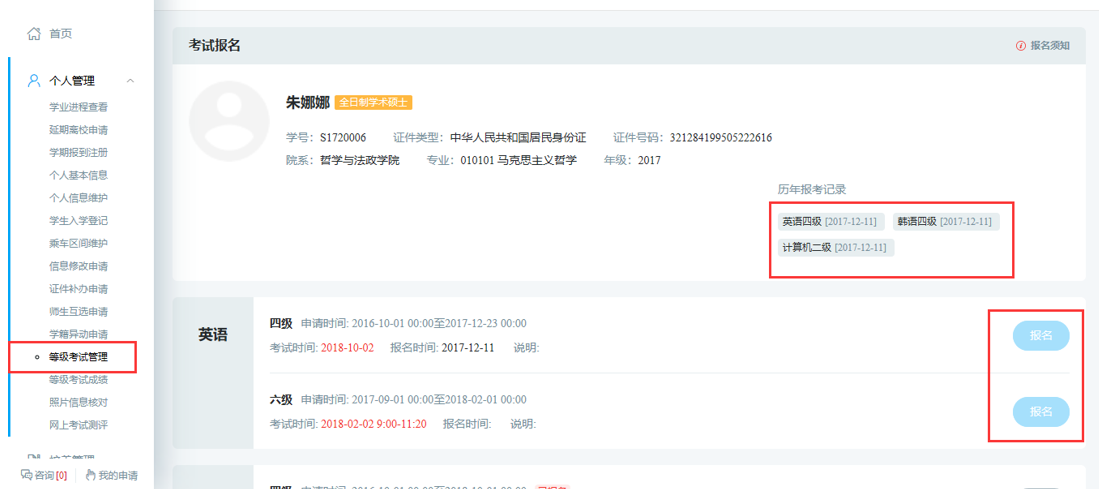 首页
个人管理
学业进程查看
延期离校申请
学期报到注册
个人基本信息
个人信息维护
学生入学登记
乘车区间维护
信息修改申请
证件补办申请
师生互选申请
学籍异动申请
等级考试管理
等级考试成绩
照片信息核对
网上考试测评
咨询[0] 我的申请
考试报名 报名须知
朱娜娜 全日制学术硕士
学号: S1720006 证件类型: 中华人民共和国居民身份证 证件号码: 321284199505222616
院系: 哲学与法政学院 专业: 010101 马克思主义哲学 年级: 2017
历年报考记录
英语四级 [2017-12-11] 韩语四级 [2017-12-11]
计算机二级 [2017-12-11]
英语
四级 申请时间: 2016-10-01 00:00至2017-12-23 00:00
考试时间: 2018-10-02 报名时间: 2017-12-11 说明:
报名
六级 申请时间: 2017-09-01 00:00至2018-02-01 00:00
考试时间: 2018-02-02 9:00-11:20 报名时间: 说明:
报名